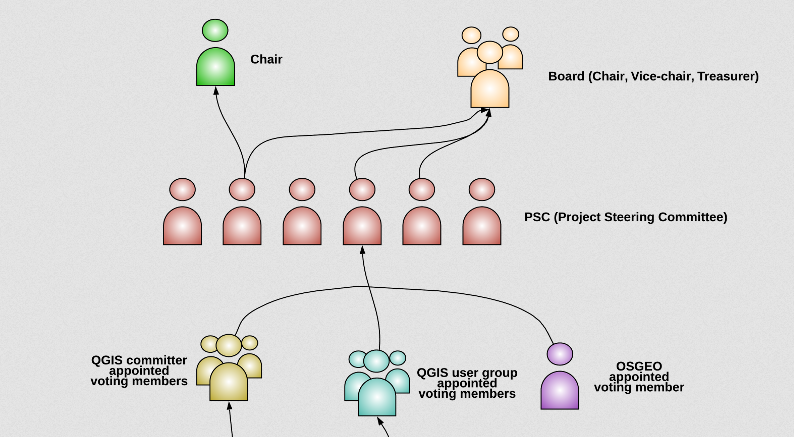 Chair
Board (Chair, Vice-chair, Treasurer)
PSC (Project Steering Committee)
QGIS committer
appointed
voting members
QGIS user group
appointed
voting members
OSGEO
appointed
voting member